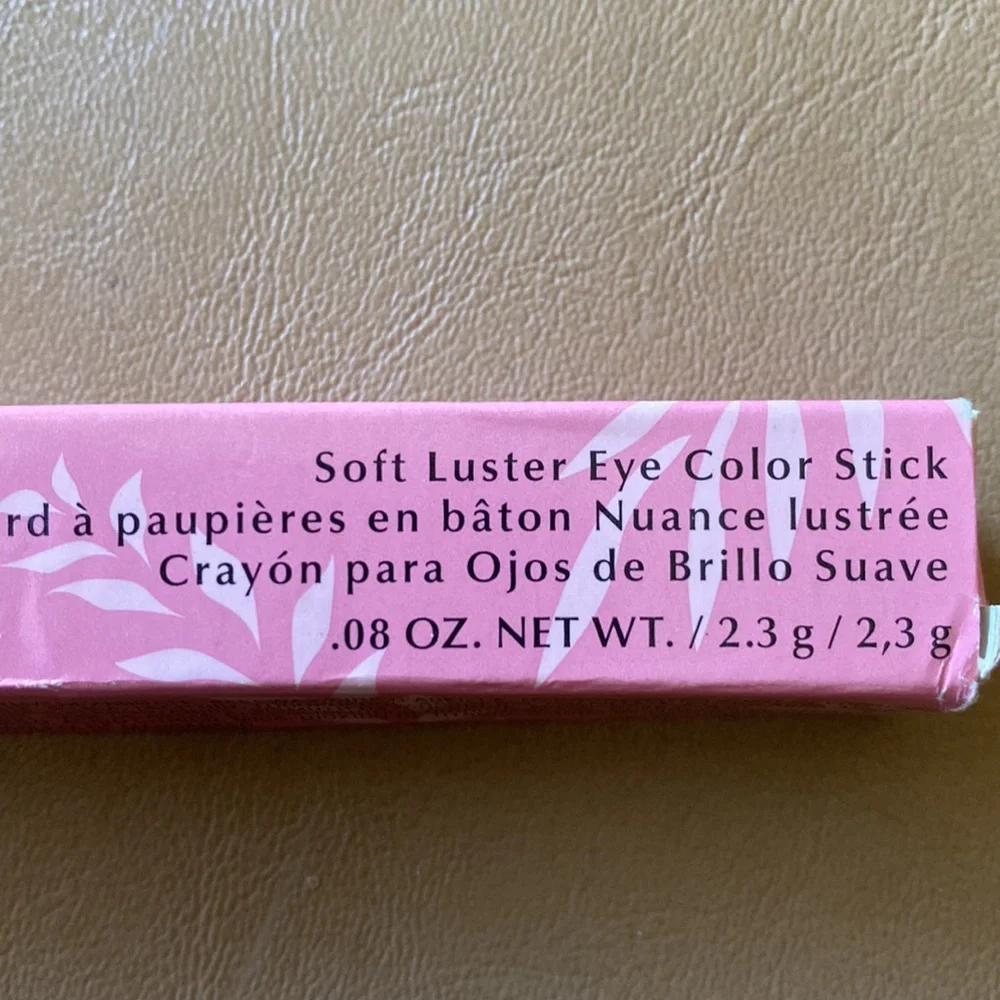 Soft Luster Eye Color Stick
rd à paupières en bâton Nuance lustrée
Crayón para Ojos de Brillo Suave
.08 OZ. NET WT. / 2.3 g / 2,3 g